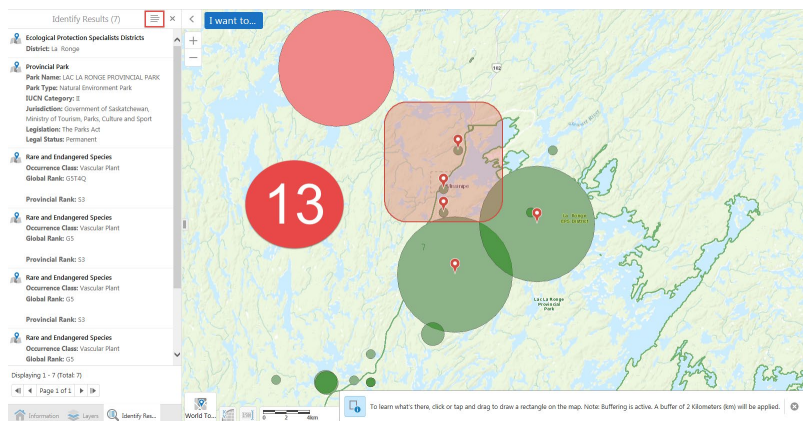 Identify Results (7)
I want to...
Ecological Protection Specialists Districts
District: La Ronge
Provincial Park
Park Name: LAC LA RONGE PROVINCIAL PARK
Park Type: Natural Environment Park
IUCN Category: II
Jurisdiction: Government of Saskatchewan,
Ministry of Tourism, Parks, Culture and Sport
Legislation: The Parks Act
Legal Status: Permanent
Rare and Endangered Species
Occurrence Class: Vascular Plant
Global Rank: G5T4Q
Provincial Rank: S3
Rare and Endangered Species
Occurrence Class: Vascular Plant
Global Rank: G5
Provincial Rank: S3
Rare and Endangered Species
Occurrence Class: Vascular Plant
Global Rank: G5
Provincial Rank: S3
Rare and Endangered Species
Occurrence Class: Vascular Plant
Global Rank: G5
Displaying 1 - 7 (Total: 7)
Page 1 of 1
Information
Layers
Identify Res...
102
13
La Ronge
EPS District
7
Lac La Ronge
Provincial
Park
World To...
0 2 4km
To learn what's there, click or tap and drag to draw a rectangle on the map. Note: Buffering is active. A buffer of 2 Kilometers (km) will be applied.